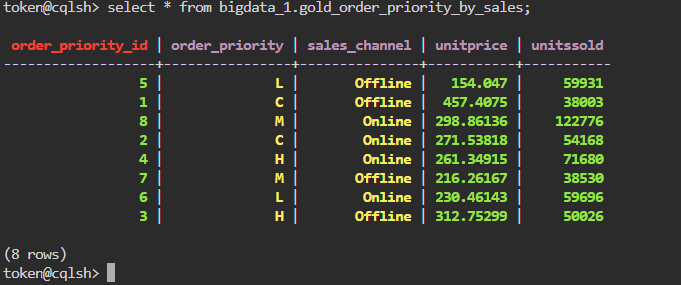 token@cqlsh> select * from bigdata_1.gold_order_priority_by_sales;
order_priority_id | order_priority | sales_channel | unitprice | unitssold
-------------------+----------------+---------------+-----------+-----------
5 | L | Offline | 154.047 | 59931
1 | C | Offline | 457.4075 | 38003
8 | M | Online | 298.86136 | 122776
2 | C | Online | 271.53818 | 54168
4 | H | Online | 261.34915 | 71680
7 | M | Offline | 216.26167 | 38530
6 | L | Online | 230.46143 | 59696
3 | H | Offline | 312.75299 | 50026
(8 rows)
token@cqlsh>